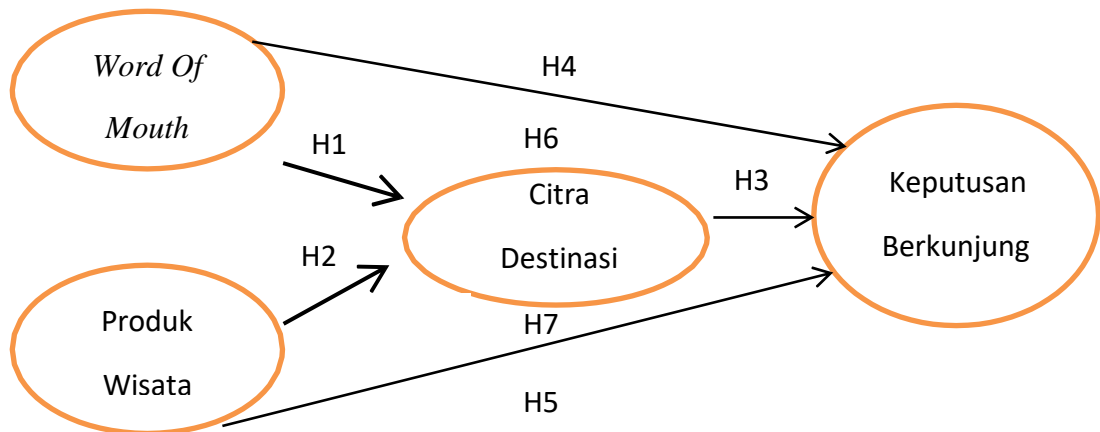 Word Of
Mouth
H4
H1
H6
Citra
Destinasi
H3
Keputusan
Berkunjung
H2
Produk
Wisata
H7
H5